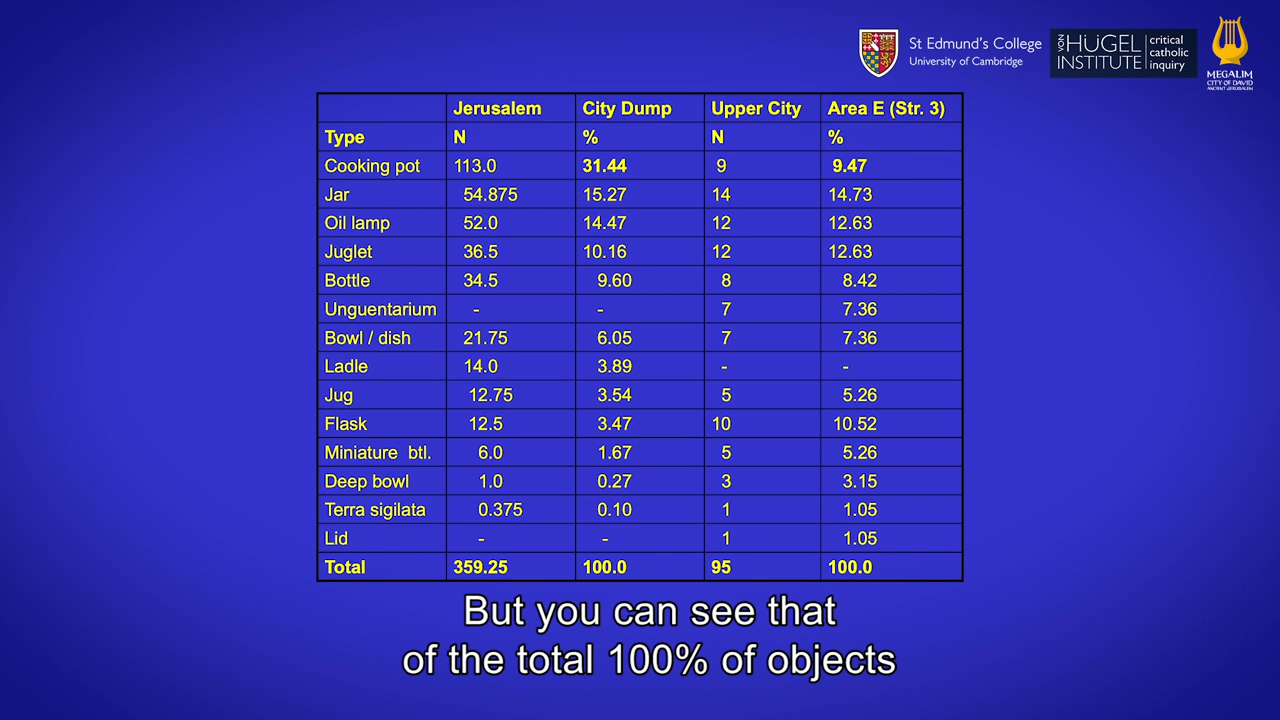 St Edmund's College
University of Cambridge
VON HÜGEL INSTITUTE
critical catholic inquiry
MEGALIM
CITY OF DAVID
ANCIENT JERUSALEM
Jerusalem City Dump Upper City Area E (Str. 3)
Type N % N %
Cooking pot 113.0 31.44 9 9.47
Jar 54.875 15.27 14 14.73
Oil lamp 52.0 14.47 12 12.63
Juglet 36.5 10.16 12 12.63
Bottle 34.5 9.60 8 8.42
Unguentarium - - 7 7.36
Bowl / dish 21.75 6.05 7 7.36
Ladle 14.0 3.89 - -
Jug 12.75 3.54 5 5.26
Flask 12.5 3.47 10 10.52
Miniature btl. 6.0 1.67 5 5.26
Deep bowl 1.0 0.27 3 3.15
Terra sigilata 0.375 0.10 1 1.05
Lid - - 1 1.05
Total 359.25 100.0 95 100.0
But you can see that
of the total 100% of objects